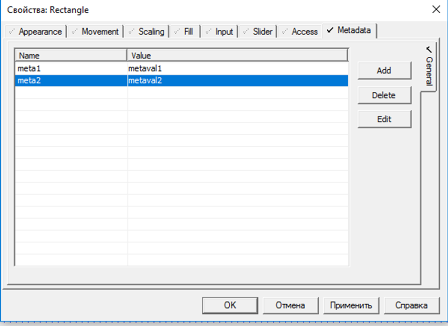 Свойства: Rectangle
Appearance Movement Scaling Fill Input Slider Access Metadata
Name Value
meta1 metaval1
meta2 metaval2
Add
Delete
Edit
General
OK Отмена Применить Справка